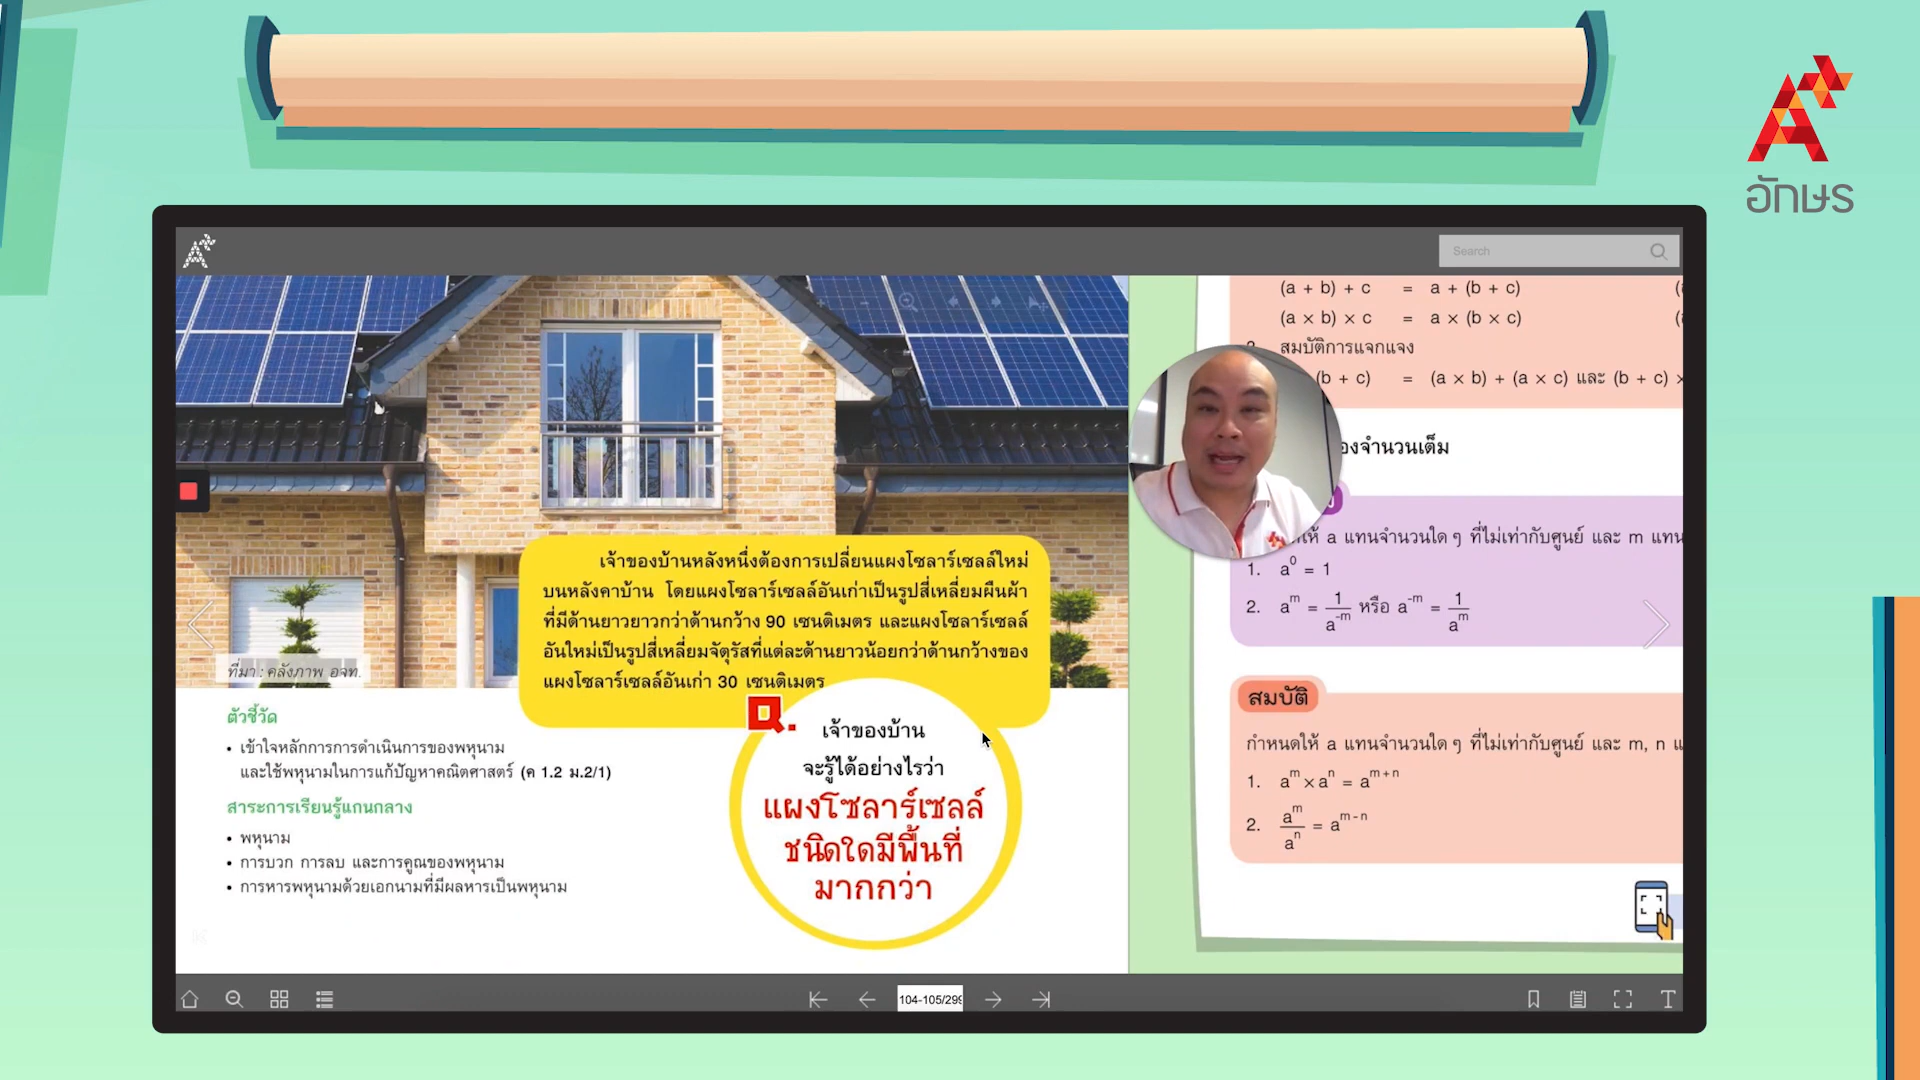 อักษร
Search
เจ้าของบ้านหลังหนึ่งต้องการเปลี่ยนแผงโซลาร์เซลล์ใหม่
บนหลังคาบ้าน โดยแผงโซลาร์เซลล์อันเก่าเป็นรูปสี่เหลี่ยมผืนผ้า
ที่มีด้านยาวยาวกว่าด้านกว้าง 90 เซนติเมตร และแผงโซลาร์เซลล์
อันใหม่เป็นรูปสี่เหลี่ยมจัตุรัสที่แต่ละด้านยาวน้อยกว่าด้านกว้างของ
แผงโซลาร์เซลล์อันเก่า 30 เซนติเมตร
ที่มา : คลังภาพ อจท.
Q.
เจ้าของบ้าน
จะรู้ได้อย่างไรว่า
แผงโซลาร์เซลล์
ชนิดใดมีพื้นที่
มากกว่า
ตัวชี้วัด
• เข้าใจหลักการการดำเนินการของพหุนาม
และใช้พหุนามในการแก้ปัญหาคณิตศาสตร์ (ค 1.2 ม.2/1)
สาระการเรียนรู้แกนกลาง
• พหุนาม
• การบวก การลบ และการคูณของพหุนาม
• การหารพหุนามด้วยเอกนามที่มีผลหารเป็นพหุนาม
(a + b) + c = a + (b + c)
(a × b) × c = a × (b × c)
สมบัติการแจกแจง
(b + c) = (a × b) + (a × c) และ (b + c) ×
องจำนวนเต็ม
ให้ a แทนจำนวนใด ๆ ที่ไม่เท่ากับศูนย์ และ m แทน
1. a⁰ = 1
2. aᵐ = 1/a⁻ᵐ หรือ a⁻ᵐ = 1/aᵐ
สมบัติ
กำหนดให้ a แทนจำนวนใด ๆ ที่ไม่เท่ากับศูนย์ และ m, n แ
1. aᵐ × aⁿ = aᵐ⁺ⁿ
2. aᵐ/aⁿ = aᵐ⁻ⁿ
104-105/299